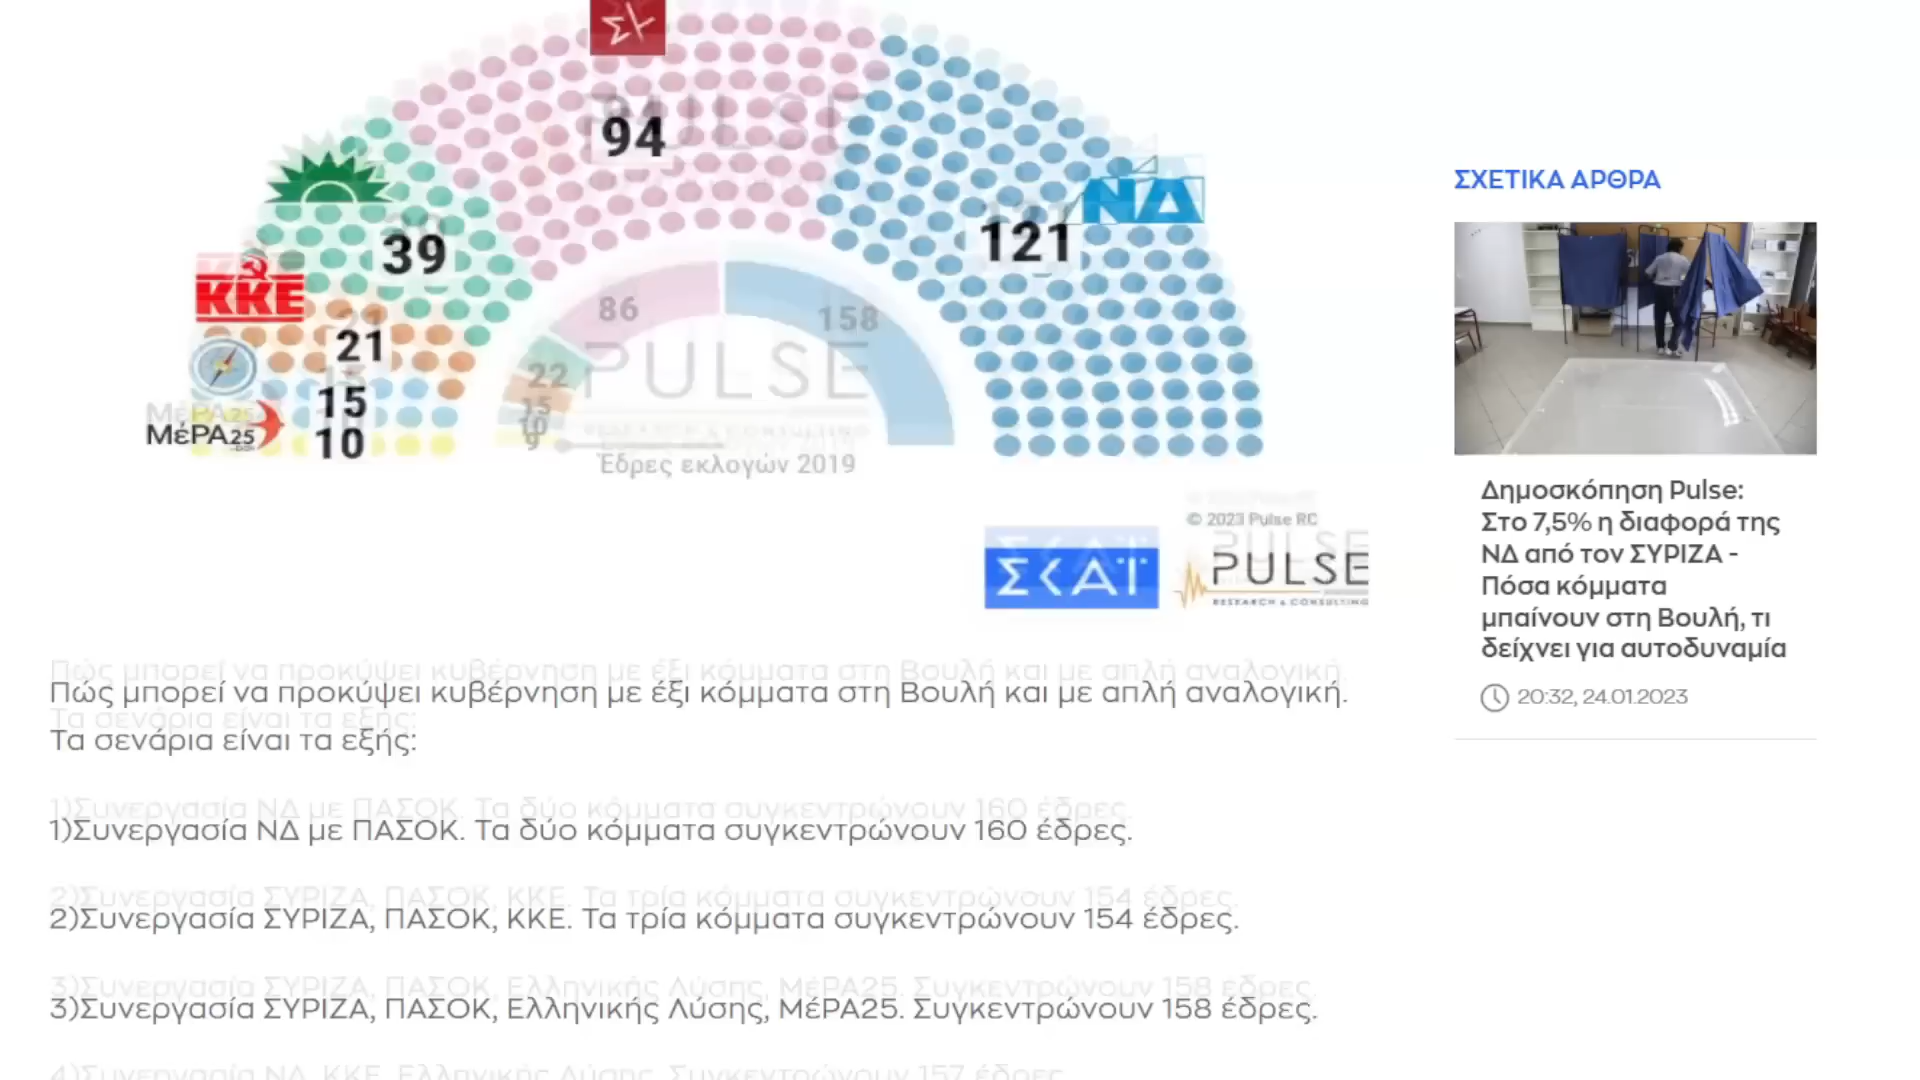 ΣΥ
94
ΝΔ
121
39
ΚΚΕ
86
158
21
22
15
15
10
9
ΜέΡΑ25
10
PULSE
Έδρες εκλογών 2019
ΣΚΑΪ
© 2023 Pulse RC
PULSE
RESEARCH & CONSULTING
Πώς μπορεί να προκύψει κυβέρνηση με έξι κόμματα στη Βουλή και με απλή αναλογική.
Τα σενάρια είναι τα εξής:
1)Συνεργασία ΝΔ με ΠΑΣΟΚ. Τα δύο κόμματα συγκεντρώνουν 160 έδρες.
2)Συνεργασία ΣΥΡΙΖΑ, ΠΑΣΟΚ, ΚΚΕ. Τα τρία κόμματα συγκεντρώνουν 154 έδρες.
3)Συνεργασία ΣΥΡΙΖΑ, ΠΑΣΟΚ, Ελληνικής Λύσης, ΜέΡΑ25. Συγκεντρώνουν 158 έδρες.
4)Συνεργασία ΝΔ, ΚΚΕ, Ελληνικής Λύσης. Συγκεντρώνουν 157 έδρες
ΣΧΕΤΙΚΑ ΑΡΘΡΑ
Δημοσκόπηση Pulse:
Στο 7,5% η διαφορά της
ΝΔ από τον ΣΥΡΙΖΑ -
Πόσα κόμματα
μπαίνουν στη Βουλή, τι
δείχνει για αυτοδυναμία
20:32, 24.01.2023